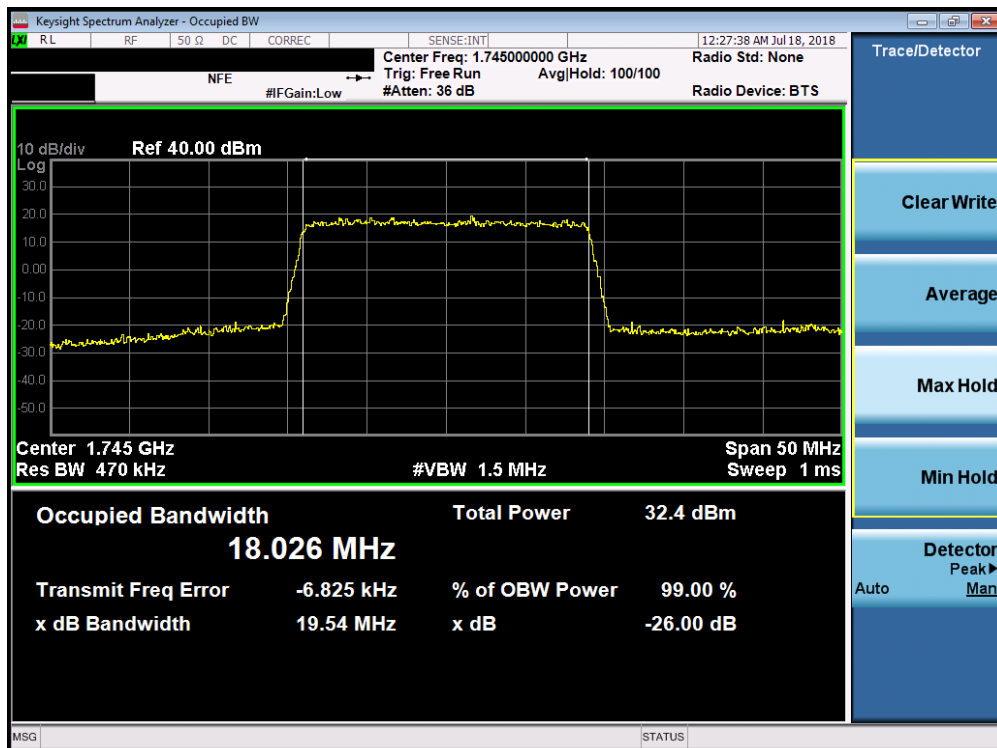 Keysight Spectrum Analyzer - Occupied BW
LXI RL RF 50 Ω DC CORREC SENSE:INT 12:27:38 AM Jul 18, 2018
Center Freq: 1.745000000 GHz Radio Std: None
NFE Trig: Free Run Avg|Hold: 100/100
#IFGain:Low #Atten: 36 dB Radio Device: BTS
10 dB/div Ref 40.00 dBm
Log
30.0
20.0
10.0
0.00
-10.0
-20.0
-30.0
-40.0
-50.0
Center 1.745 GHz Span 50 MHz
Res BW 470 kHz #VBW 1.5 MHz Sweep 1 ms
Occupied Bandwidth Total Power 32.4 dBm
18.026 MHz
Transmit Freq Error -6.825 kHz % of OBW Power 99.00 %
x dB Bandwidth 19.54 MHz x dB -26.00 dB
MSG STATUS
Trace/Detector
Clear Write
Average
Max Hold
Min Hold
Detector
Peak▶
Auto Man